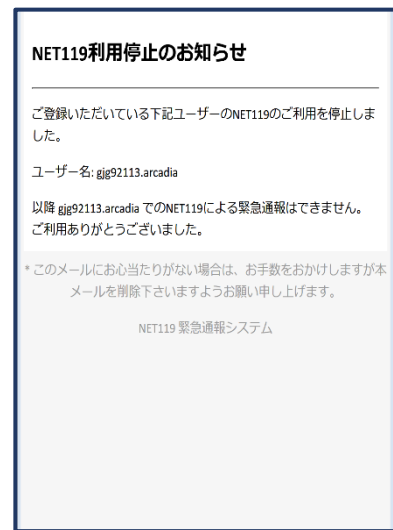 NET119利用停止のお知らせ
ご登録いただいている下記ユーザーのNET119のご利用を停止しま
した。
ユーザー名: gjg92113.arcadia
以降 gjg92113.arcadia でのNET119による緊急通報はできません。
ご利用ありがとうございました。
* このメールにお心当たりがない場合は、お手数をおかけしますが本
メールを削除下さいますようお願い申し上げます。
NET119 緊急通報システム